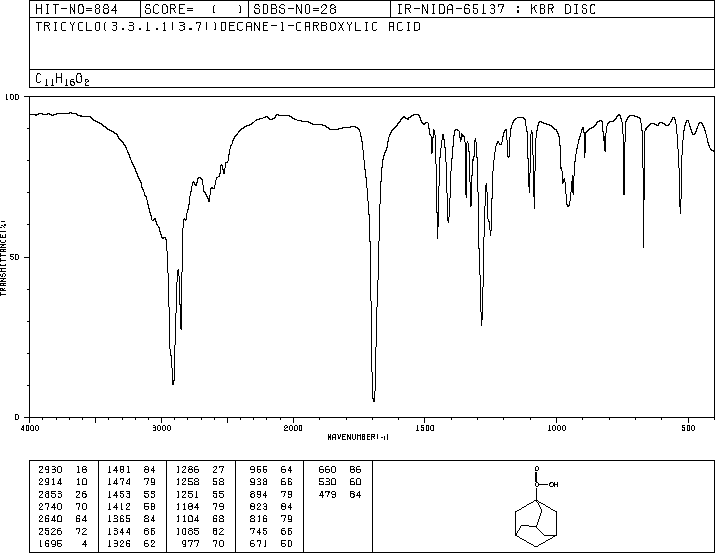 HIT-NO=884 SCORE= ( ) SDBS-NO=28 IR-NIDA-65137 : KBR DISC
TRICYCLO(3.3.1.1(3.7))DECANE-1-CARBOXYLIC ACID
C11H16O2
100
50
0
TRANSMITTANCE(%)
4000 3000 2000 1500 1000 500
WAVENUMBER(-1)
2930 18 1481 84 1286 27 955 64 660 86
2914 10 1474 79 1258 58 938 66 530 60
2853 26 1453 55 1251 55 894 79 479 84
2740 70 1412 58 1184 79 823 84
2640 64 1365 84 1104 68 816 79
2526 72 1344 66 1085 62 745 66
1695 4 1326 62 977 70 671 50
O
C OH